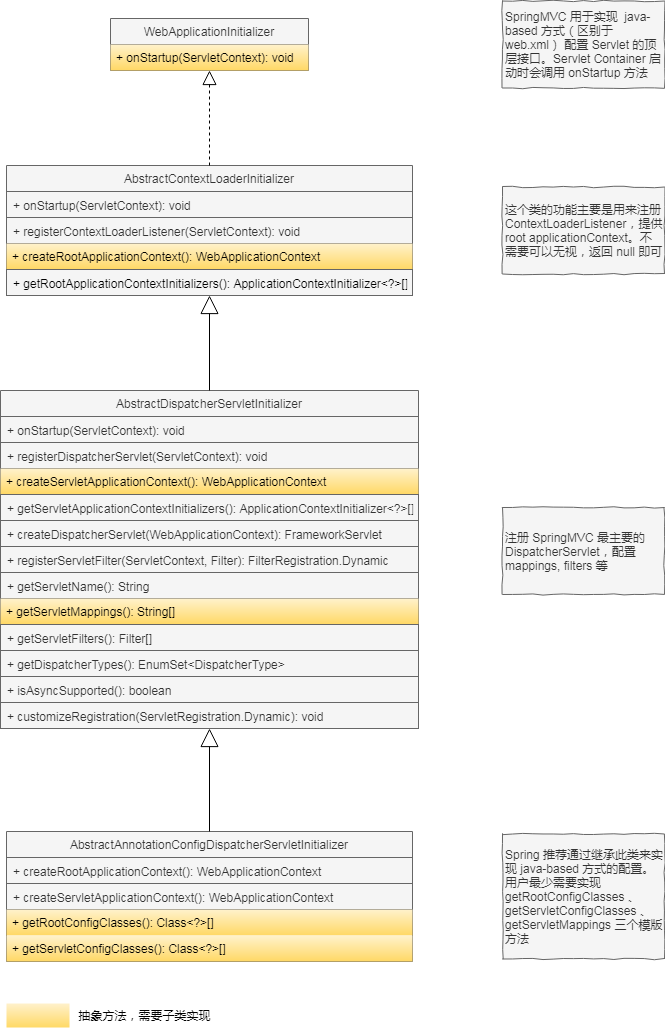 WebApplicationInitializer
+ onStartup(ServletContext): void
SpringMVC 用于实现 java-
based 方式（区别于
web.xml） 配置 Servlet 的顶
层接口。Servlet Container 启
动时会调用 onStartup 方法
AbstractContextLoaderInitializer
+ onStartup(ServletContext): void
+ registerContextLoaderListener(ServletContext): void
+ createRootApplicationContext(): WebApplicationContext
+ getRootApplicationContextInitializers(): ApplicationContextInitializer<?>[]
这个类的功能主要是用来注册
ContextLoaderListener，提供
root applicationContext。不
需要可以无视，返回 null 即可
AbstractDispatcherServletInitializer
+ onStartup(ServletContext): void
+ registerDispatcherServlet(ServletContext): void
+ createServletApplicationContext(): WebApplicationContext
+ getServletApplicationContextInitializers(): ApplicationContextInitializer<?>[]
+ createDispatcherServlet(WebApplicationContext): FrameworkServlet
+ registerServletFilter(ServletContext, Filter): FilterRegistration.Dynamic
+ getServletName(): String
+ getServletMappings(): String[]
+ getServletFilters(): Filter[]
+ getDispatcherTypes(): EnumSet<DispatcherType>
+ isAsyncSupported(): boolean
+ customizeRegistration(ServletRegistration.Dynamic): void
注册 SpringMVC 最主要的
DispatcherServlet，配置
mappings, filters 等
AbstractAnnotationConfigDispatcherServletInitializer
+ createRootApplicationContext(): WebApplicationContext
+ createServletApplicationContext(): WebApplicationContext
+ getRootConfigClasses(): Class<?>[]
+ getServletConfigClasses(): Class<?>[]
Spring 推荐通过继承此类来实
现 java-based 方式的配置。
用户最少需要实现
getRootConfigClasses 、
getServletConfigClasses 、
getServletMappings 三个模版
方法
抽象方法，需要子类实现